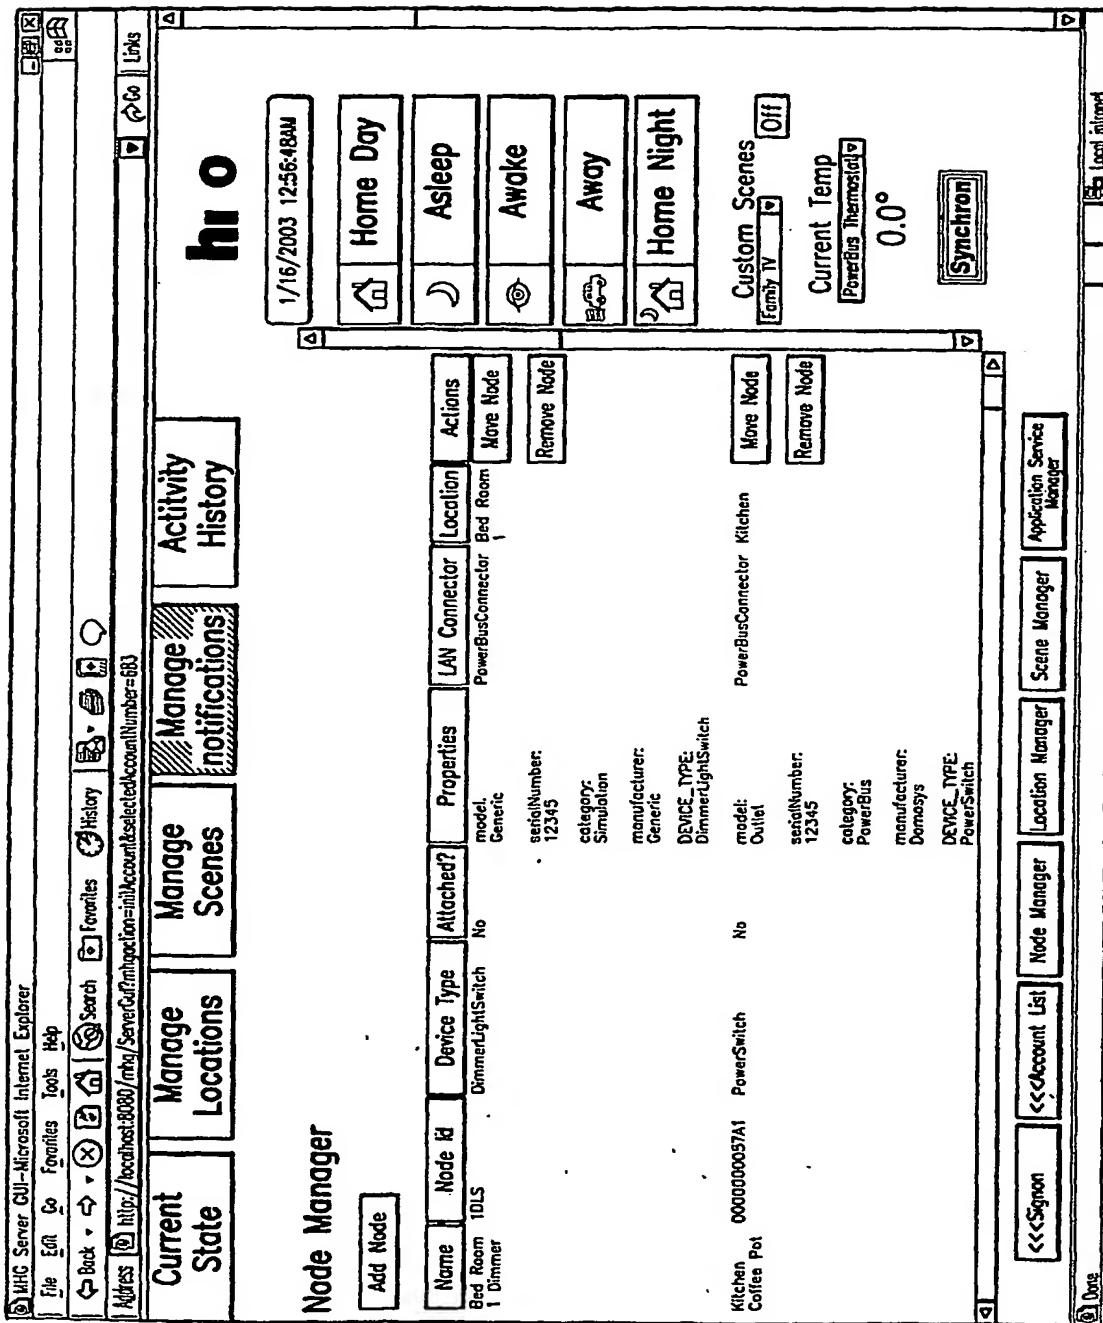 MHC Server GUI-Microsoft Internet Explorer
File Edit Go Favorites Tools Help
Back Search Favorites History
Address http://localhost:8080/mhq/ServerGui?mhqaction=initAccount&selectedAccountNumber=6B3 Go Links
Current State
Manage Locations
Manage Scenes
Manage notifications
Actitvity History
hı o
1/16/2003 12:56:48AM
Home Day
Asleep
Awake
Away
Home Night
Custom Scenes
Family TV
Off
Current Temp
PowerBus Thermostat
0.0°
Synchron
Node Manager
Add Node
Name Node Id Device Type Attached? Properties LAN Connector Location Actions
Bed Room 1 Dimmer
1DLS
DimmerLightSwitch
No
model:
Generic
serialNumber:
12345
category:
Simulation
manufacturer:
Generic
DEVICE_TYPE:
DimmerLightSwitch
PowerBusConnector
Bed Room 1
Move Node
Remove Node
Kitchen Coffee Pot
0000000057A1
PowerSwitch
No
model:
Outlet
serialNumber:
12345
category:
PowerBus
manufacturer:
Domosys
DEVICE_TYPE:
PowerSwitch
PowerBusConnector
Kitchen
Move Node
Remove Node
<<<Signon <<<Account List Node Manager Location Manager Scene Manager Application Service Manager
Done
Local intranet